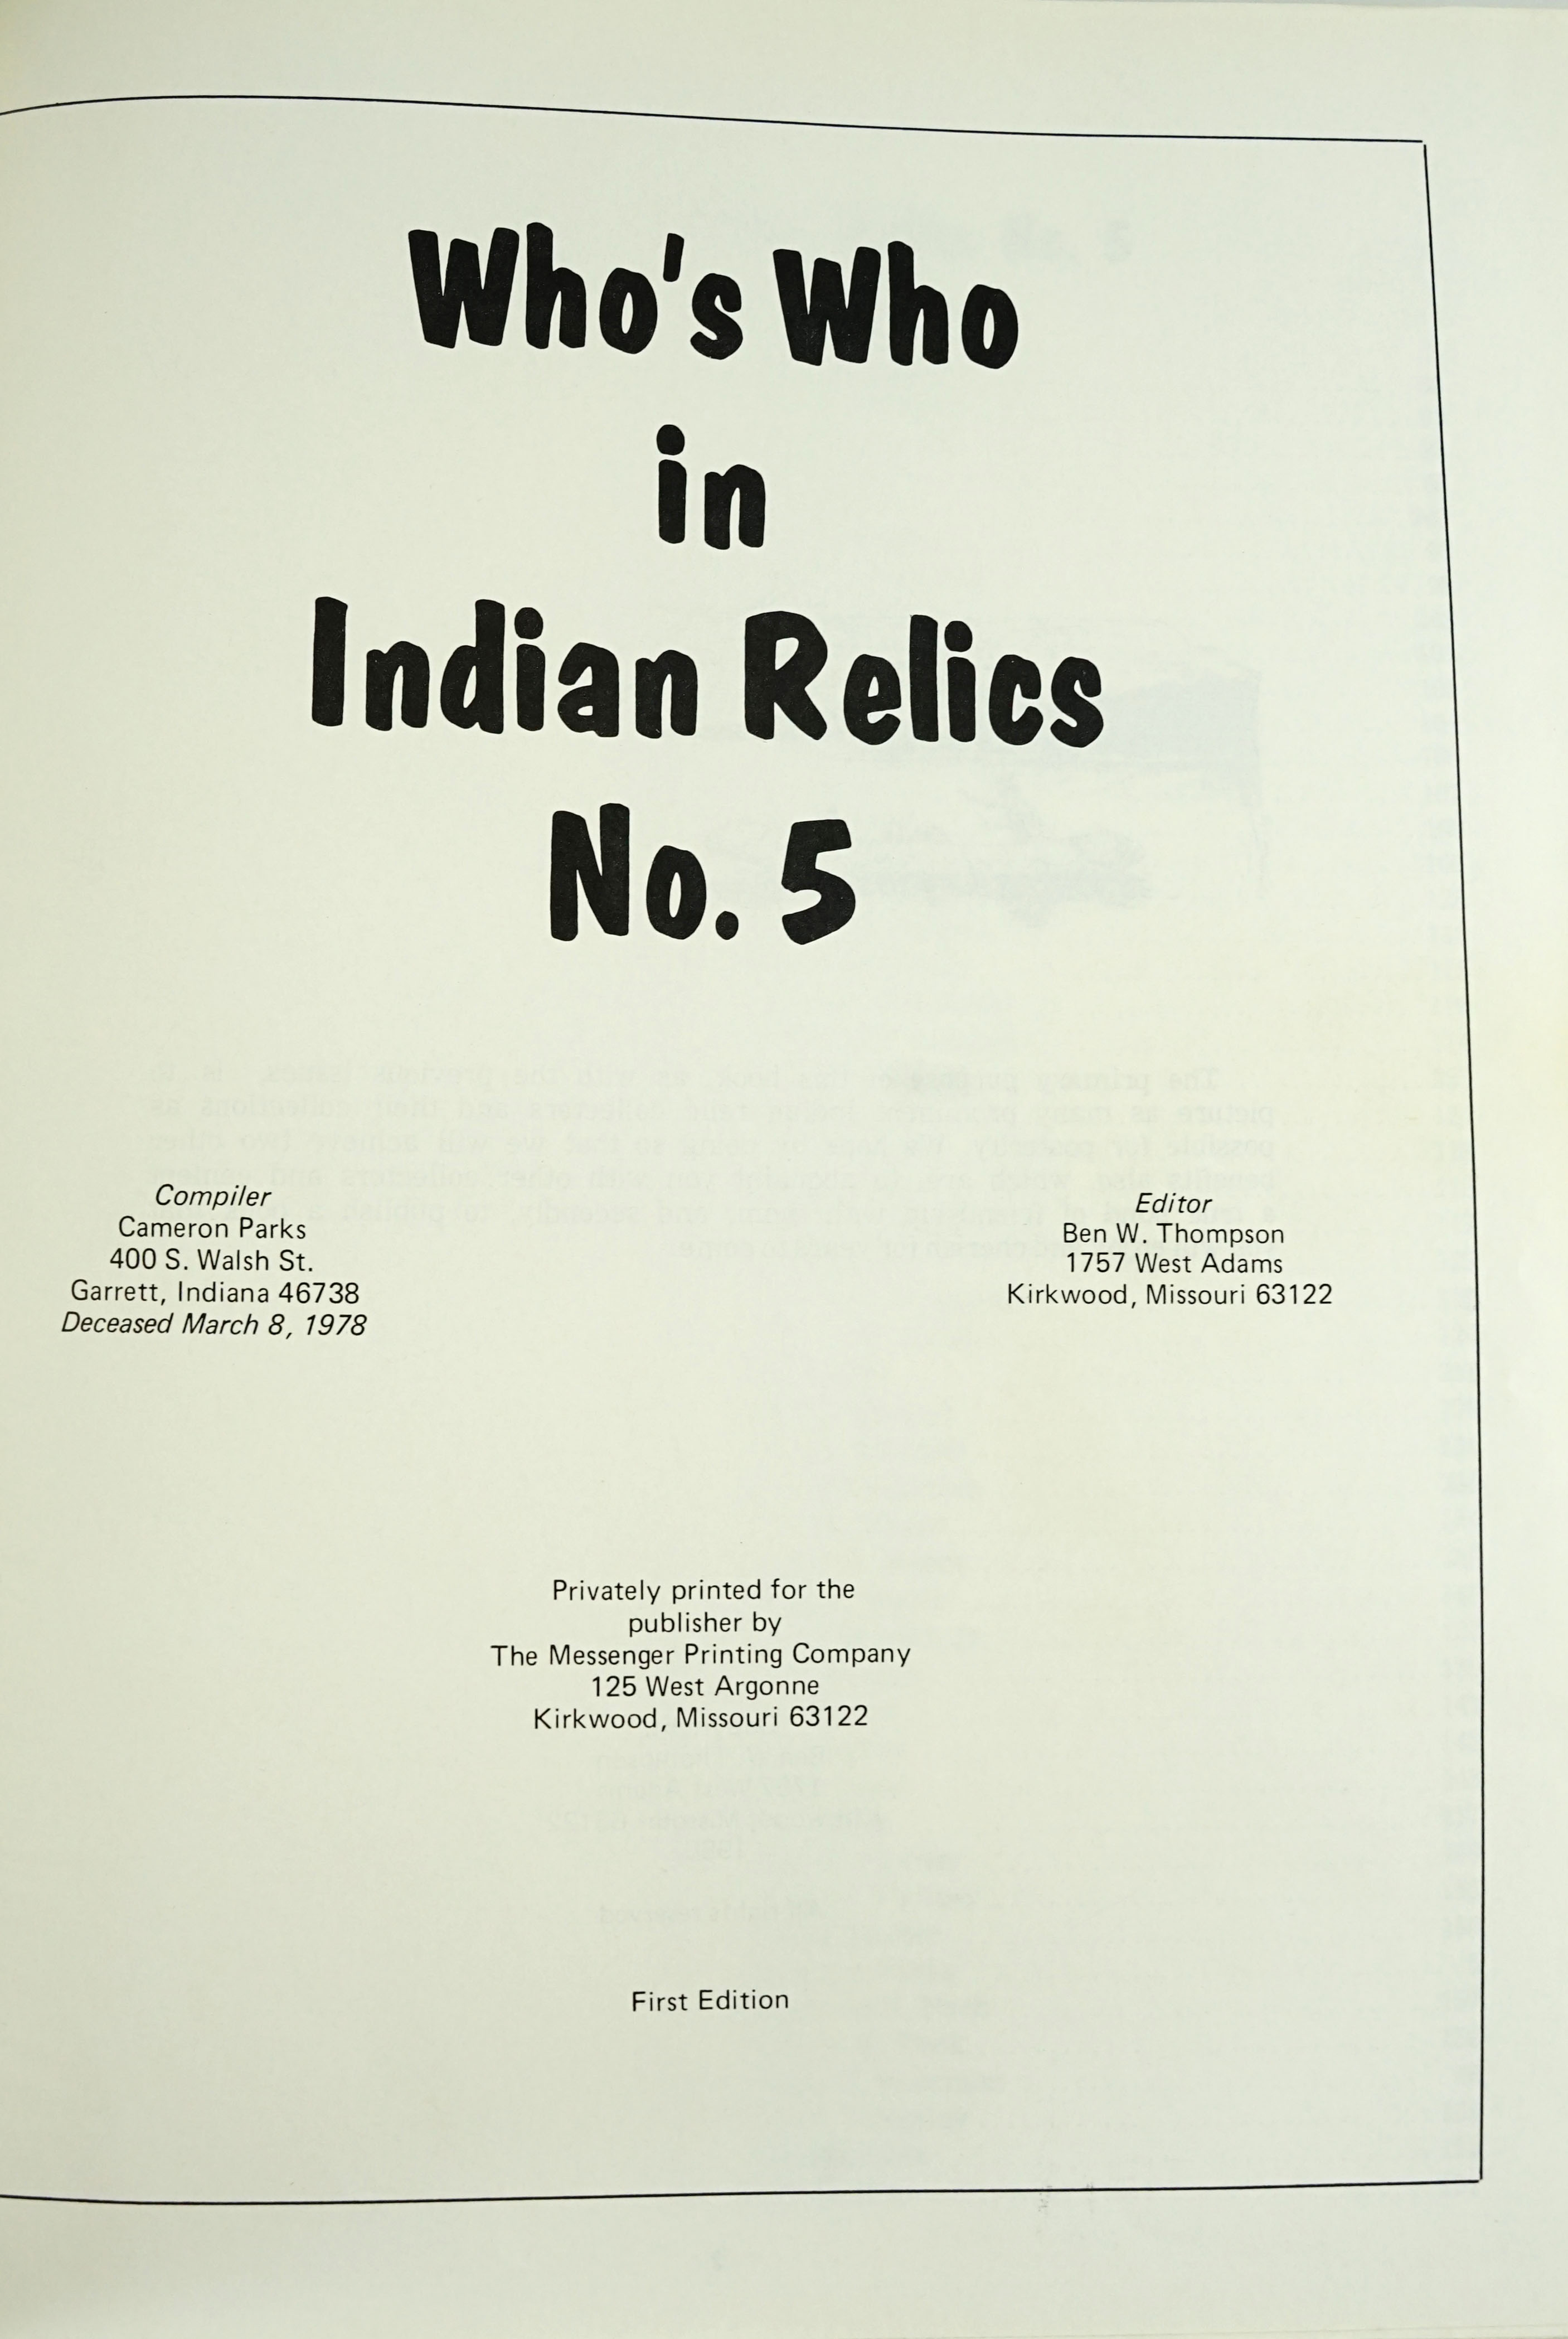 Who's Who
in
Indian Relics
No. 5
Compiler
Cameron Parks
400 S. Walsh St.
Garrett, Indiana 46738
Deceased March 8, 1978
Editor
Ben W. Thompson
1757 West Adams
Kirkwood, Missouri 63122
Privately printed for the
publisher by
The Messenger Printing Company
125 West Argonne
Kirkwood, Missouri 63122
First Edition